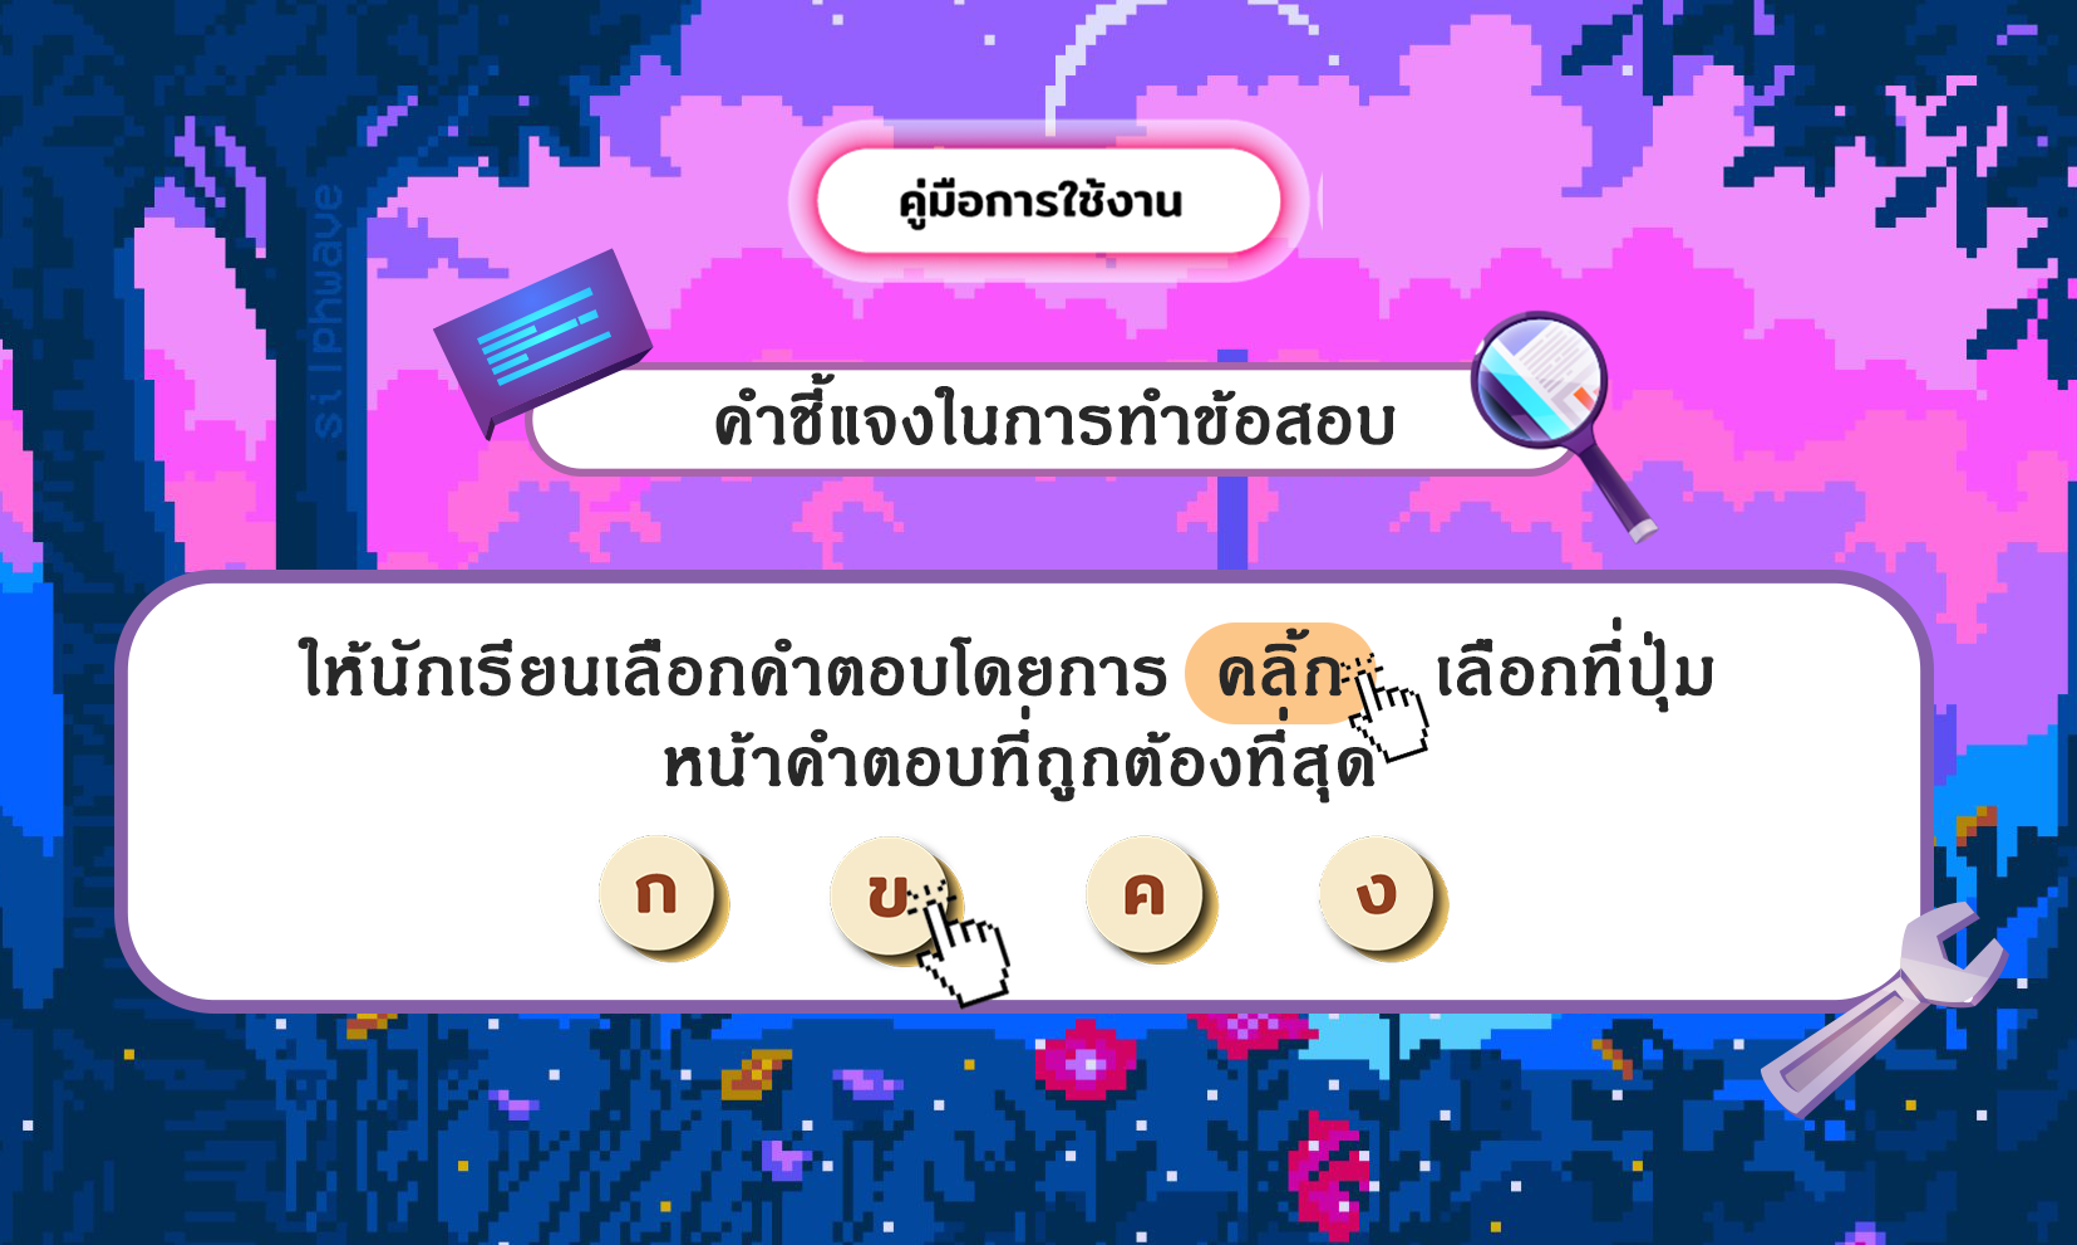 คู่มือการใช้งาน
silphwave
คำชี้แจงในการทำข้อสอบ
ให้นักเรียนเลือกคำตอบโดยการ คลิ้ก เลือกที่ปุ่ม
หน้าคำตอบที่ถูกต้องที่สุด
ก ข ค ง